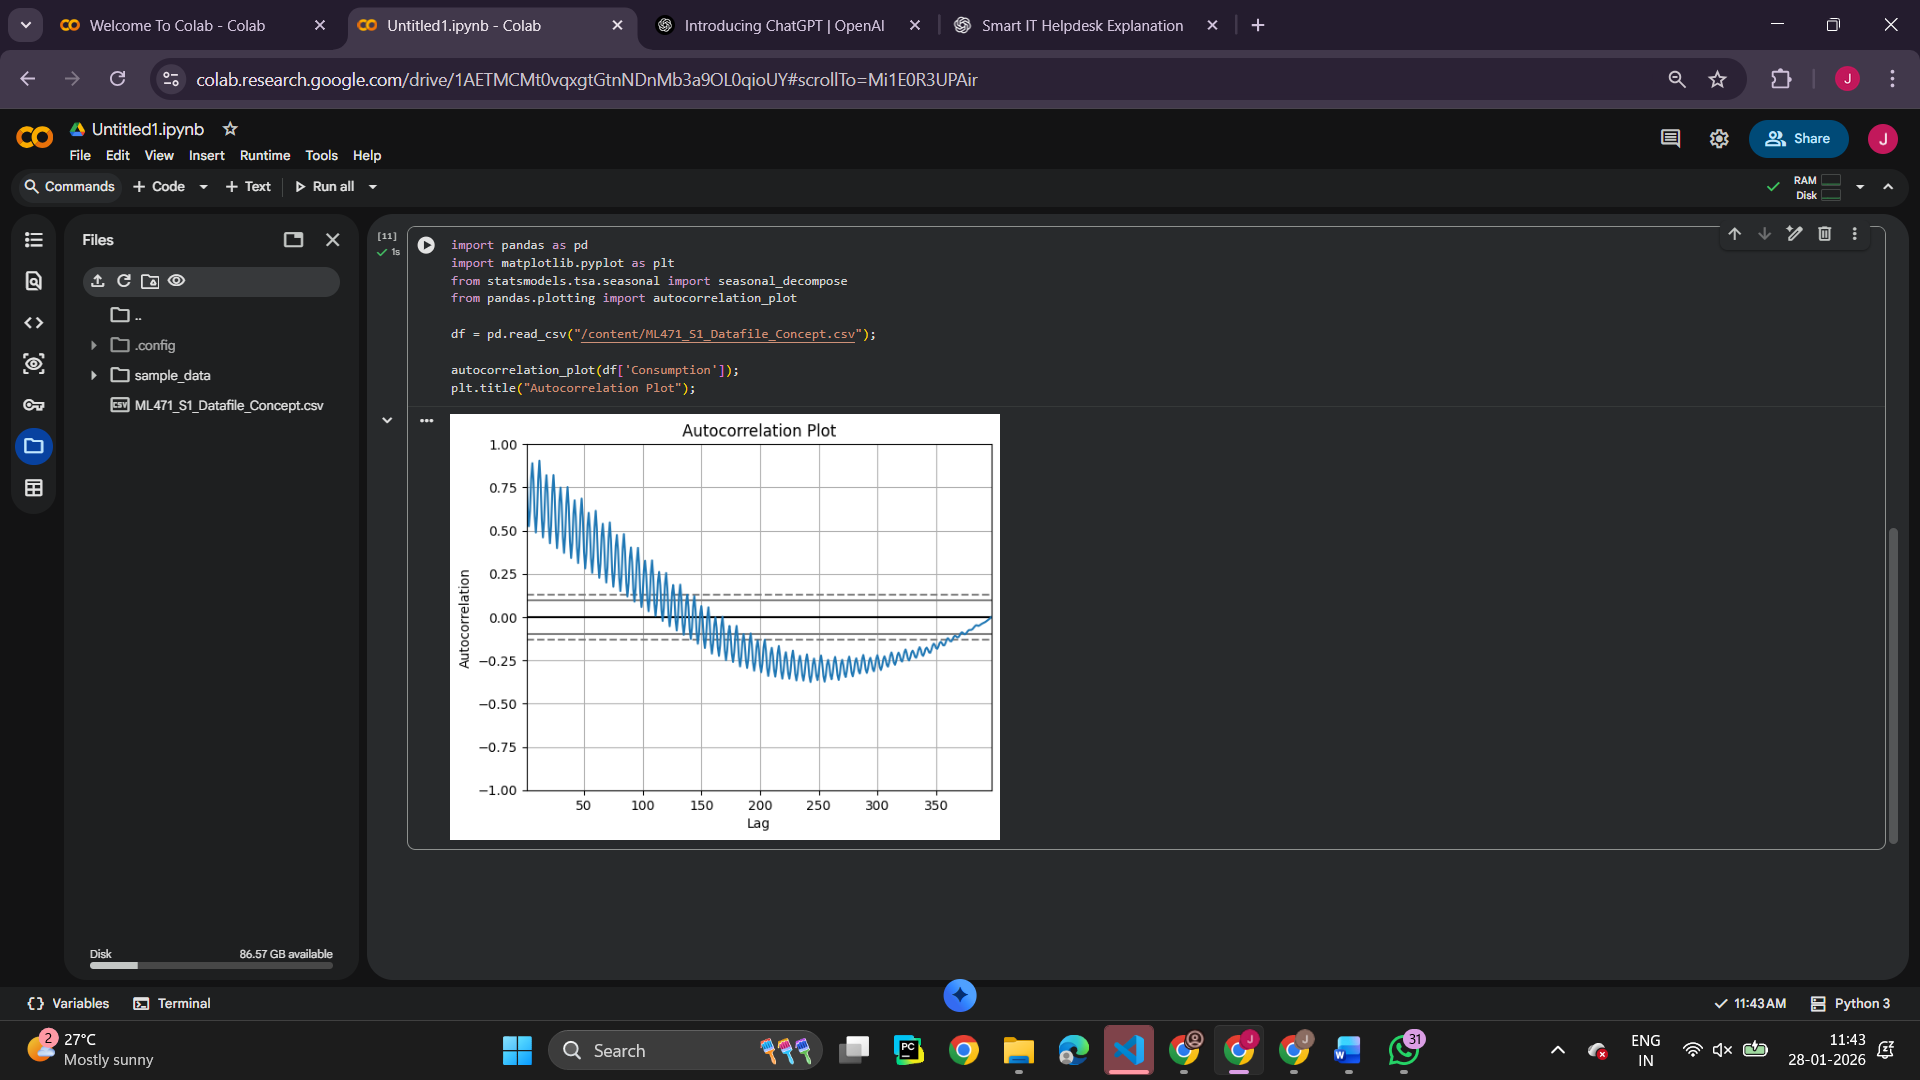 Welcome To Colab - Colab
Untitled1.ipynb - Colab
Introducing ChatGPT | OpenAI
Smart IT Helpdesk Explanation
colab.research.google.com/drive/1AETMCMt0vqxgtGtnNDnMb3a9OL0qioUY#scrollTo=Mi1E0R3UPAir
J
Untitled1.ipynb
File Edit View Insert Runtime Tools Help
Share
J
Commands
+ Code
+ Text
Run all
RAM
Disk
Files
..
.config
sample_data
CSV ML471_S1_Datafile_Concept.csv
Disk 86.57 GB available
[11]
1s
import pandas as pd
import matplotlib.pyplot as plt
from statsmodels.tsa.seasonal import seasonal_decompose
from pandas.plotting import autocorrelation_plot
df = pd.read_csv("/content/ML471_S1_Datafile_Concept.csv");
autocorrelation_plot(df['Consumption']);
plt.title("Autocorrelation Plot");
Autocorrelation Plot
1.00
0.75
0.50
0.25
0.00
−0.25
−0.50
−0.75
−1.00
Autocorrelation
50 100 150 200 250 300 350
Lag
{} Variables
Terminal
11:43 AM
Python 3
2
27°C
Mostly sunny
Search
PC
J
J
W
31
ENG
IN
11:43
28-01-2026